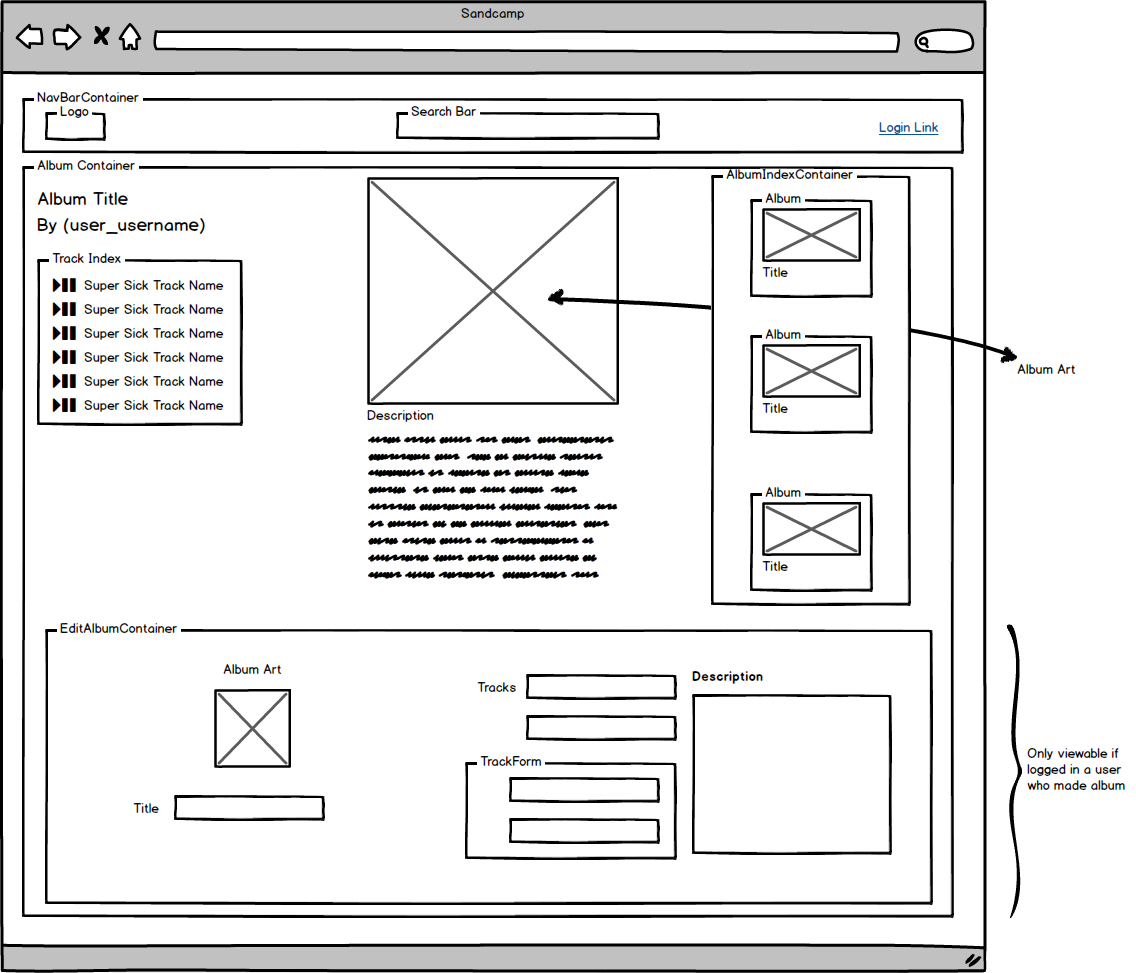 Sandcamp
NavBarContainer
Logo
Search Bar
Login Link
Album Container
Album Title
By (user_username)
Track Index
Super Sick Track Name
Super Sick Track Name
Super Sick Track Name
Super Sick Track Name
Super Sick Track Name
Super Sick Track Name
Description
AlbumIndexContainer
Album
Title
Album
Title
Album
Title
Album Art
EditAlbumContainer
Album Art
Title
Tracks
TrackForm
Description
Only viewable if
logged in a user
who made album